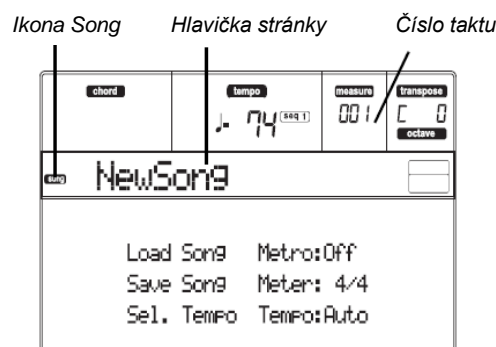 Ikona Song Hlavička stránky Číslo taktu
chord tempo measure transpose
♩= 74 seq 1 001 C 0
octave
song NewSong
Load Song Metro:Off
Save Song Meter: 4/4
Sel. Tempo Tempo:Auto